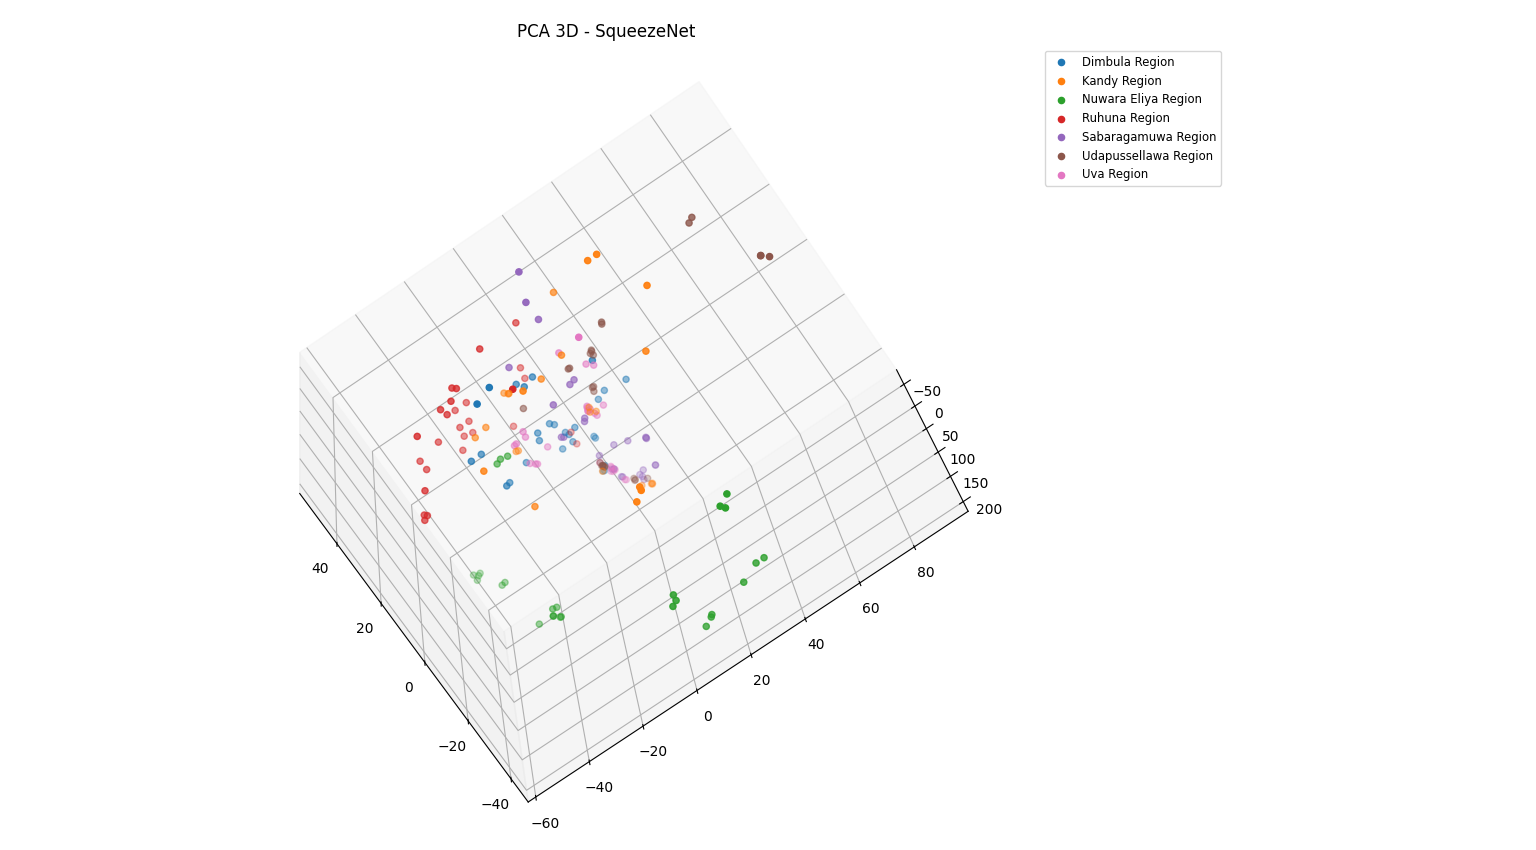 PCA 3D - SqueezeNet
Dimbula Region
Kandy Region
Nuwara Eliya Region
Ruhuna Region
Sabaragamuwa Region
Udapussellawa Region
Uva Region
−50
0
50
100
150
200
40
20
0
−20
−40
80
60
40
20
0
−20
−40
−60